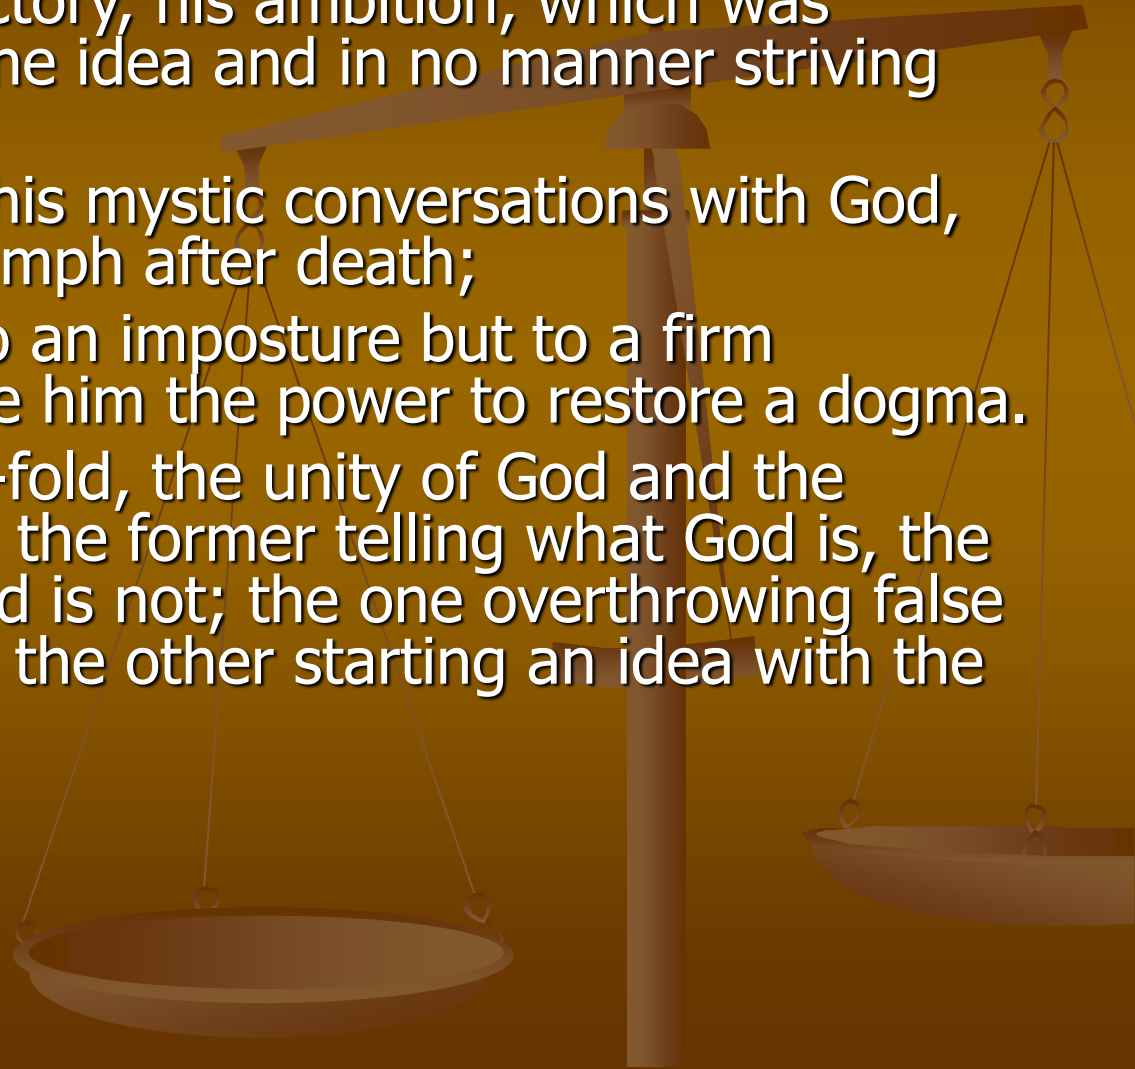 ctory, his ambition, which was
ne idea and in no manner striving
his mystic conversations with God,
mph after death;
o an imposture but to a firm
e him the power to restore a dogma.
-fold, the unity of God and the
the former telling what God is, the
d is not; the one overthrowing false
the other starting an idea with the